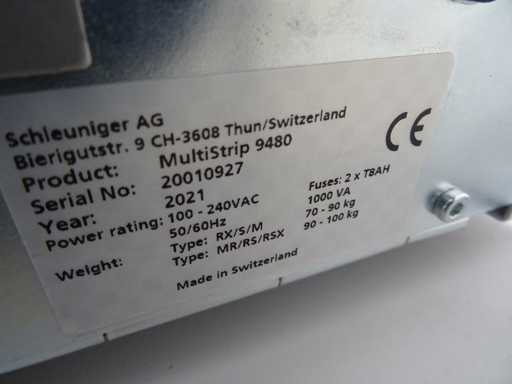 Schleuniger AG
Bierigutstr. 9 CH-3608 Thun/Switzerland
Product: MultiStrip 9480
Serial No: 20010927
Year: 2021
Power rating: 100 - 240VAC Fuses: 2 x T8AH
50/60Hz 1000 VA
Weight: Type: RX/S/M 70 - 90 kg
Type: MR/RS/RSX 90 - 100 kg
Made in Switzerland
CE